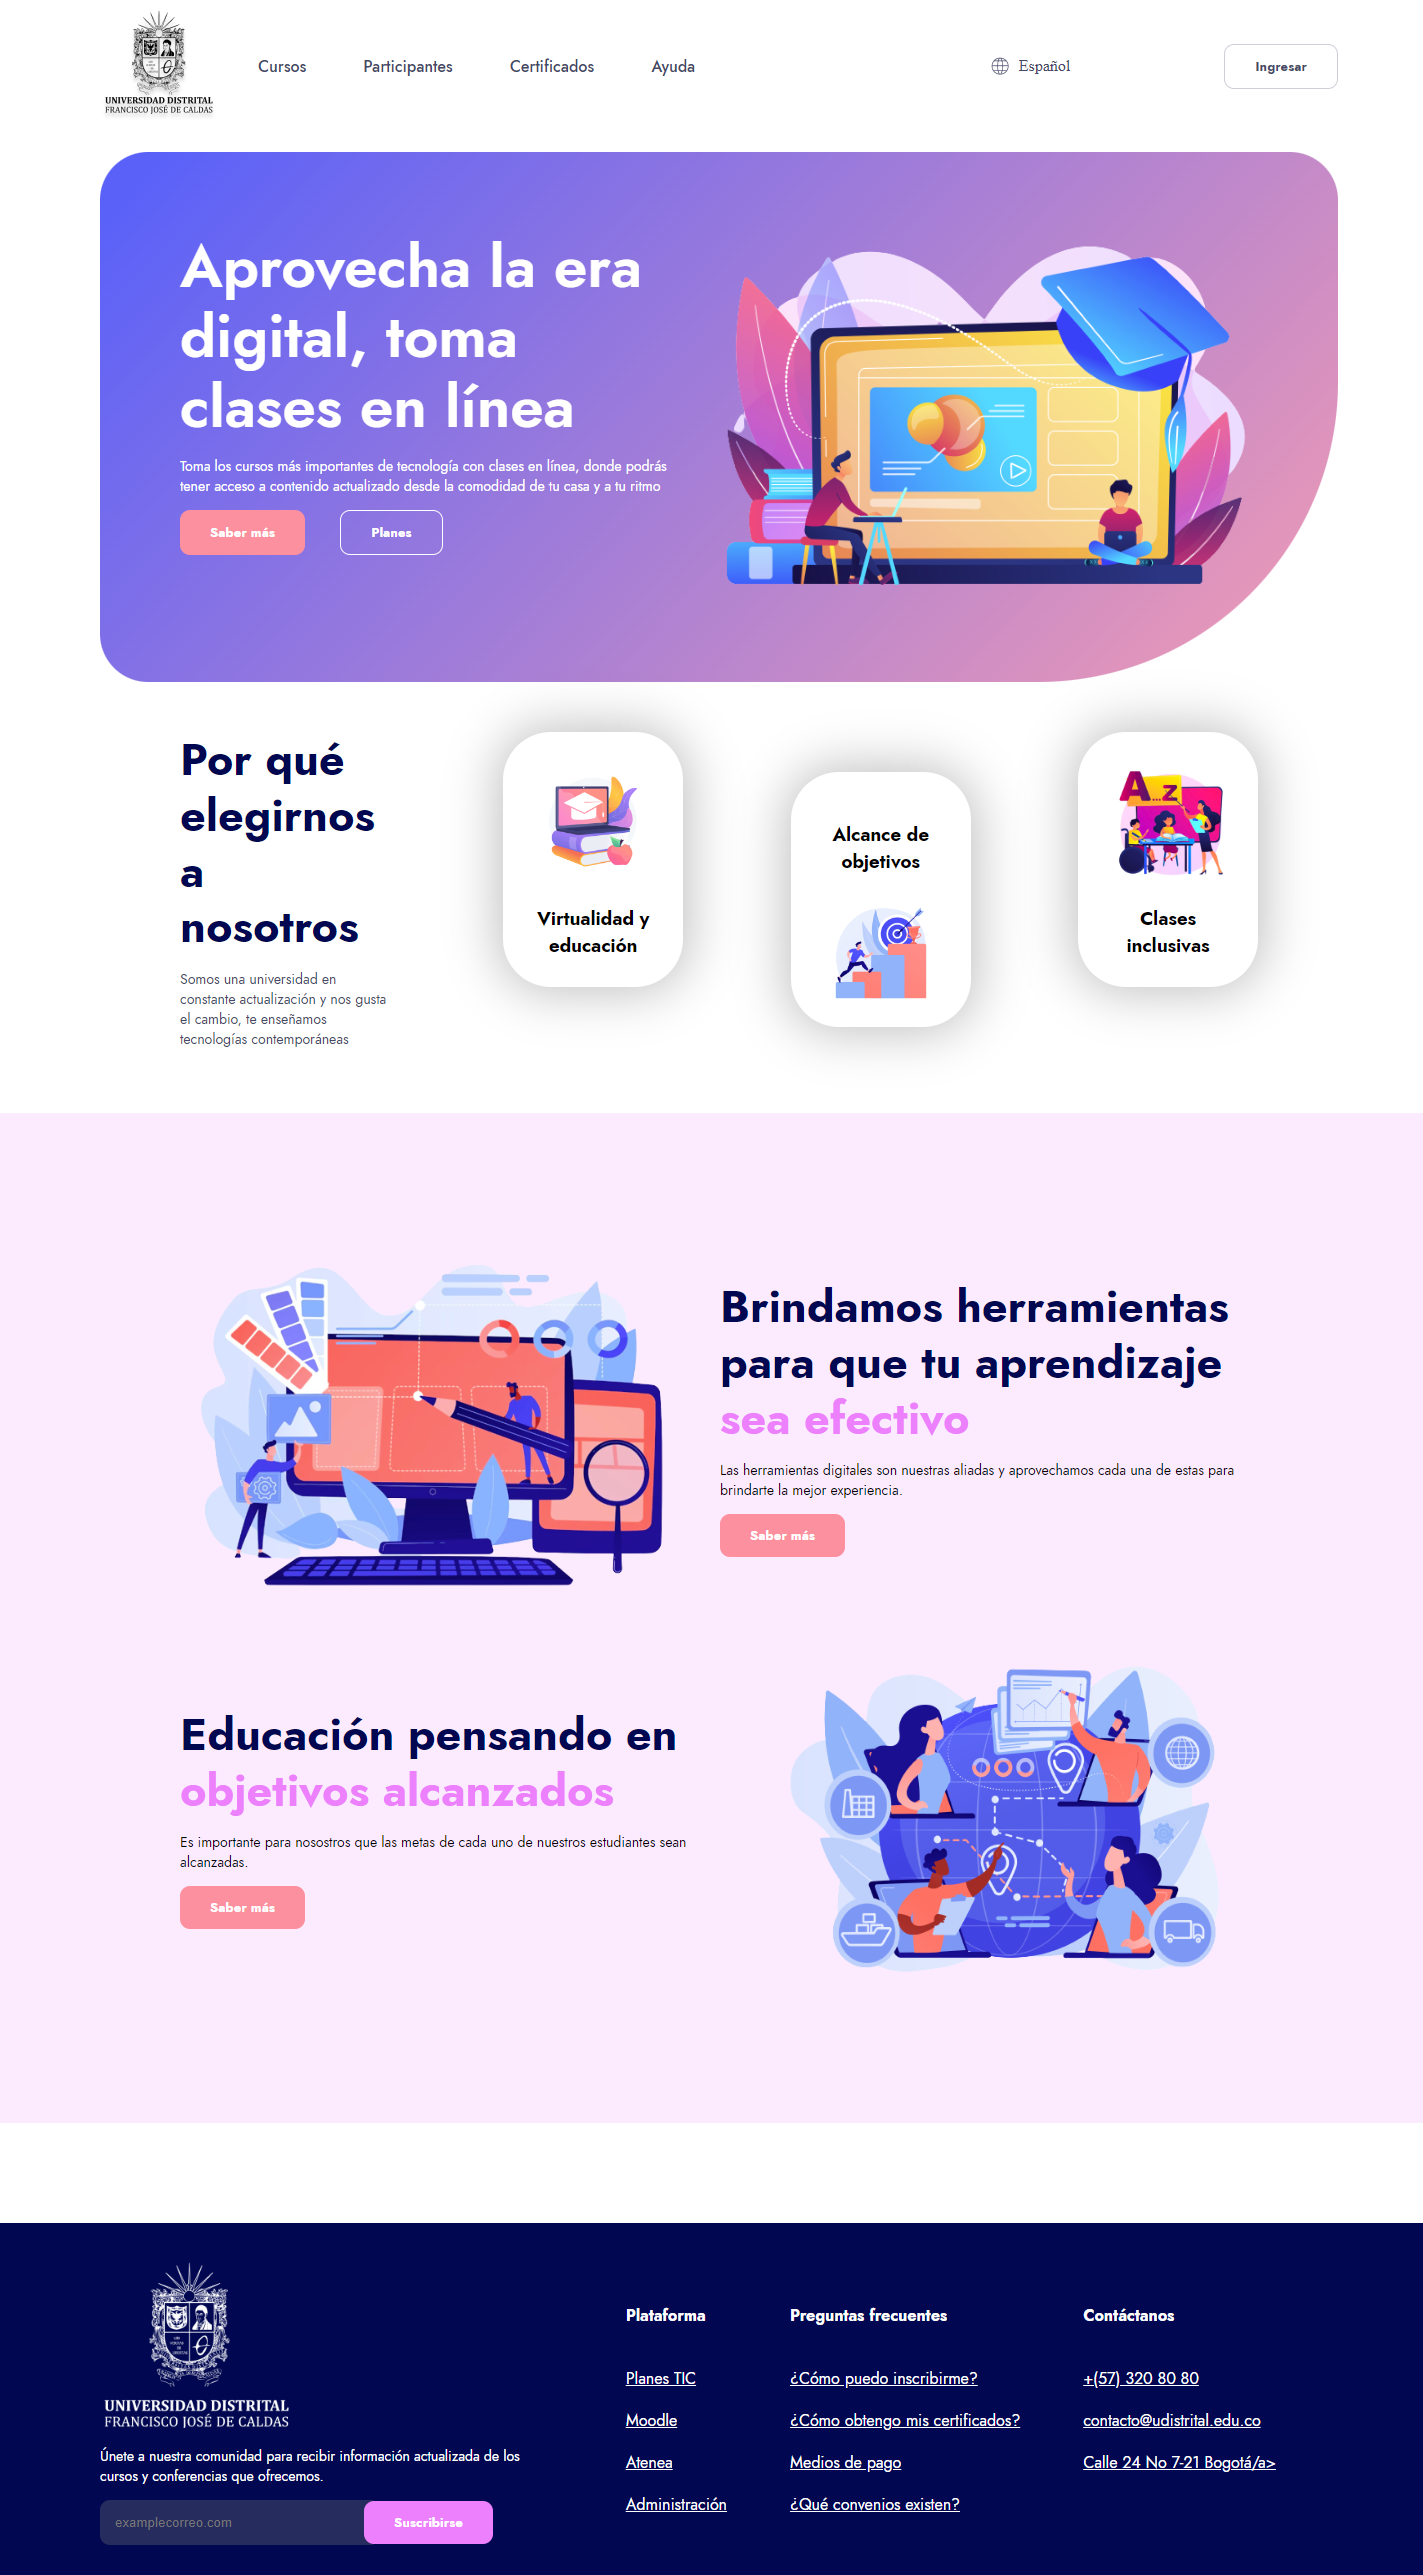 UNIVERSIDAD DISTRITAL
FRANCISCO JOSÉ DE CALDAS
Cursos
Participantes
Certificados
Ayuda
Español
Ingresar
Aprovecha la era
digital, toma
clases en línea
Toma los cursos más importantes de tecnología con clases en línea, donde podrás
tener acceso a contenido actualizado desde la comodidad de tu casa y a tu ritmo
Saber más
Planes
Por qué
elegirnos
a
nosotros
Somos una universidad en
constante actualización y nos gusta
el cambio, te enseñamos
tecnologías contemporáneas
Virtualidad y
educación
Alcance de
objetivos
A...z
Clases
inclusivas
Brindamos herramientas
para que tu aprendizaje
sea efectivo
Las herramientas digitales son nuestras aliadas y aprovechamos cada una de estas para
brindarte la mejor experiencia.
Saber más
Educación pensando en
objetivos alcanzados
Es importante para nosostros que las metas de cada uno de nuestros estudiantes sean
alcanzadas.
Saber más
UNIVERSIDAD DISTRITAL
FRANCISCO JOSÉ DE CALDAS
Únete a nuestra comunidad para recibir información actualizada de los
cursos y conferencias que ofrecemos.
examplecorreo.com
Suscribirse
Plataforma
Planes TIC
Moodle
Atenea
Administración
Preguntas frecuentes
¿Cómo puedo inscribirme?
¿Cómo obtengo mis certificados?
Medios de pago
¿Qué convenios existen?
Contáctanos
+(57) 320 80 80
contacto@udistrital.edu.co
Calle 24 No 7-21 Bogotá/a>